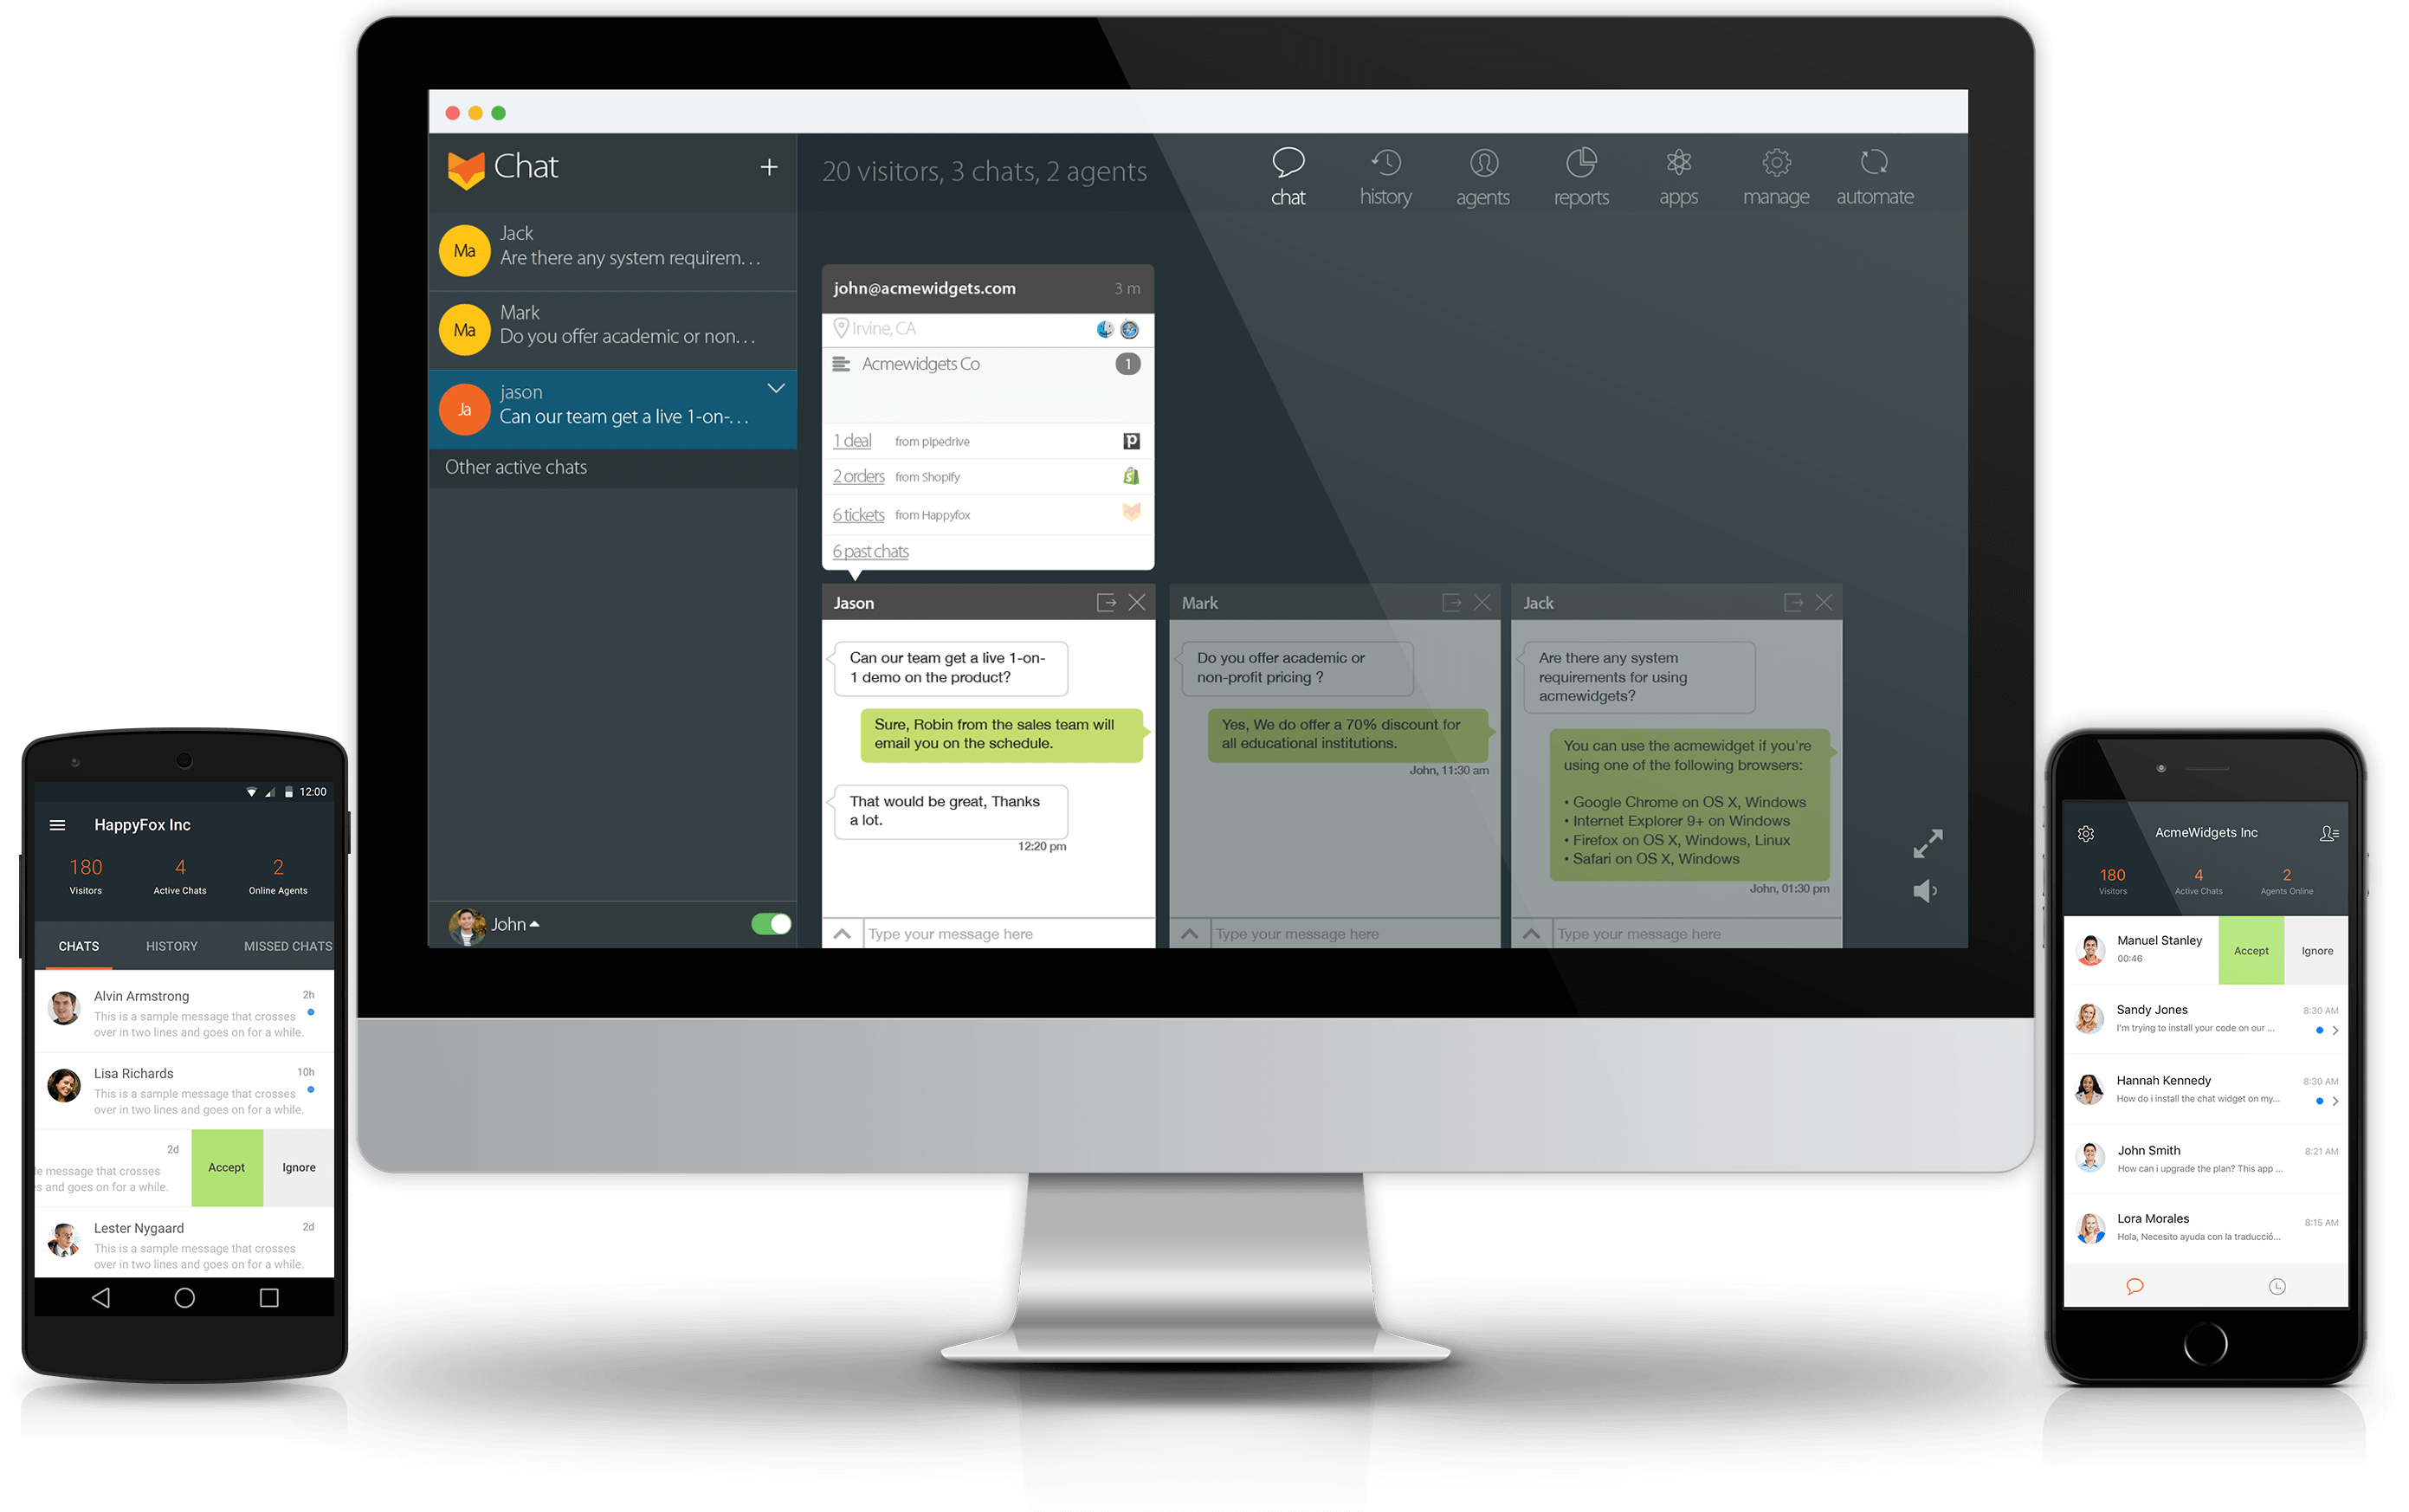 Chat
+
20 visitors, 3 chats, 2 agents
chat
history
agents
reports
apps
manage
automate
Ma
Jack
Are there any system requirem...
Ma
Mark
Do you offer academic or non...
Ja
jason
Can our team get a live 1-on-...
Other active chats
John
john@acmewidgets.com
3 m
Irvine, CA
Acmewidgets Co
1
1 deal from pipedrive
2 orders from Shopify
6 tickets from Happyfox
6 past chats
Jason
Can our team get a live 1-on-
1 demo on the product?
Sure, Robin from the sales team will
email you on the schedule.
That would be great, Thanks
a lot.
12:20 pm
Type your message here
Mark
Do you offer academic or
non-profit pricing ?
Yes, We do offer a 70% discount for
all educational institutions.
John, 11:30 am
Type your message here
Jack
Are there any system
requirements for using
acmewidgets?
You can use the acmewidget if you're
using one of the following browsers:
• Google Chrome on OS X, Windows
• Internet Explorer 9+ on Windows
• Firefox on OS X, Windows, Linux
• Safari on OS X, Windows
John, 01:30 pm
Type your message here
12:00
HappyFox Inc
180
Visitors
4
Active Chats
2
Online Agents
CHATS
HISTORY
MISSED CHATS
Alvin Armstrong
2h
This is a sample message that crosses
over in two lines and goes on for a while.
Lisa Richards
10h
This is a sample message that crosses
over in two lines and goes on for a while.
2d
le message that crosses
s and goes on for a while.
Accept
Ignore
Lester Nygaard
2d
This is a sample message that crosses
over in two lines and goes on for a while.
AcmeWidgets Inc
180
Visitors
4
Active Chats
2
Agents Online
Manuel Stanley
00:46
Accept
Ignore
Sandy Jones
8:30 AM
I'm trying to install your code on our ...
Hannah Kennedy
8:30 AM
How do i install the chat widget on my...
John Smith
8:21 AM
How can i upgrade the plan? This app ...
Lora Morales
8:15 AM
Hola, Necesito ayuda con la traducció...